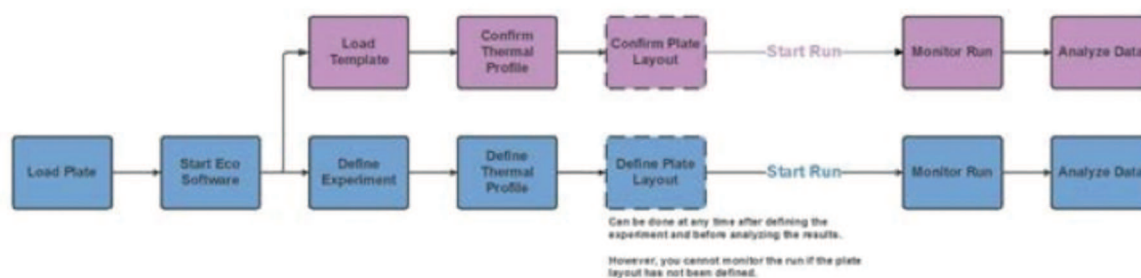 Load
Template
Confirm
Thermal
Profile
Confirm Plate
Layout
Start Run
Monitor Run
Analyze Data
Load Plate
Start Eco
Software
Define
Experiment
Define
Thermal
Profile
Define Plate
Layout
Start Run
Monitor Run
Analyze Data
Can be done at any time after defining the
experiment and before analyzing the results.
However, you cannot monitor the run if the plate
layout has not been defined.